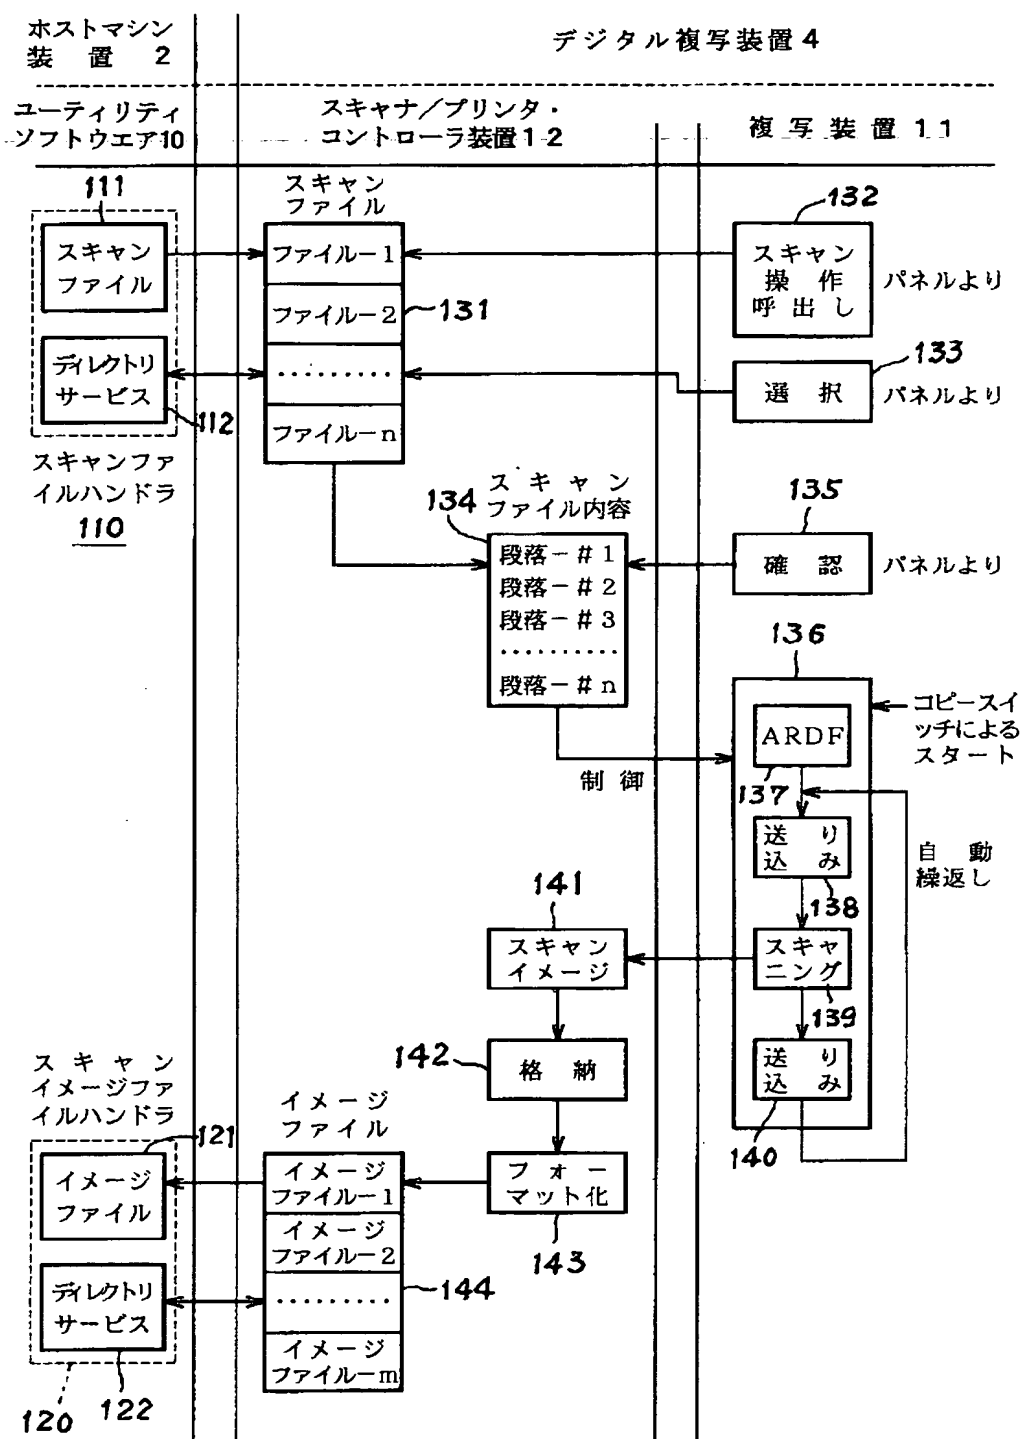 ホストマシン
装置 2
デジタル複写装置4
ユーティリティ
ソフトウエア10
スキャナ/プリンタ・
コントローラ装置12
複写装置11
111
スキャン
ファイル
ディレクトリ
サービス
112
スキャンファ
イルハンドラ
110
スキャン
ファイル
ファイルー1
ファイルー2
………
ファイルーn
131
132
スキャン
操作
呼出し
パネルより
133
選択
パネルより
134
スキャン
ファイル内容
段落ー#1
段落ー#2
段落ー#3
………
段落ー#n
135
確認
パネルより
制御
136
コピースイ
ッチによる
スタート
ARDF
137
送り
込み
138
自動
繰返し
スキャ
ニング
139
送り
込み
140
141
スキャン
イメージ
142
格納
フォー
マット化
143
スキャン
イメージファ
イルハンドラ
121
イメージ
ファイル
ディレクトリ
サービス
120
122
イメージ
ファイル
イメージ
ファイルー1
イメージ
ファイルー2
………
イメージ
ファイルーm
144